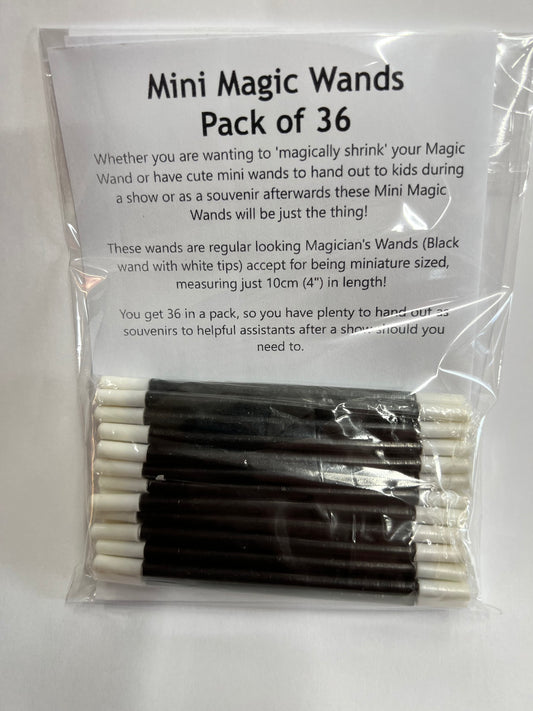 Mini Magic Wands
Pack of 36
Whether you are wanting to 'magically shrink' your Magic
Wand or have cute mini wands to hand out to kids during
a show or as a souvenir afterwards these Mini Magic
Wands will be just the thing!
These wands are regular looking Magician's Wands (Black
wand with white tips) accept for being miniature sized,
measuring just 10cm (4") in length!
You get 36 in a pack, so you have plenty to hand out as
souvenirs to helpful assistants after a show should you
need to.